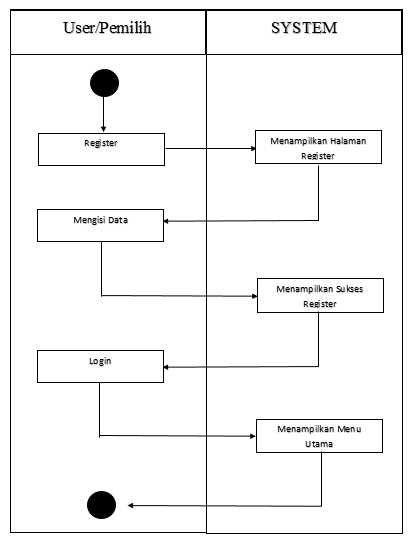 User/Pemilih
SYSTEM
Register
Menampilkan Halaman
Register
Mengisi Data
Menampilkan Sukses
Register
Login
Menampilkan Menu
Utama